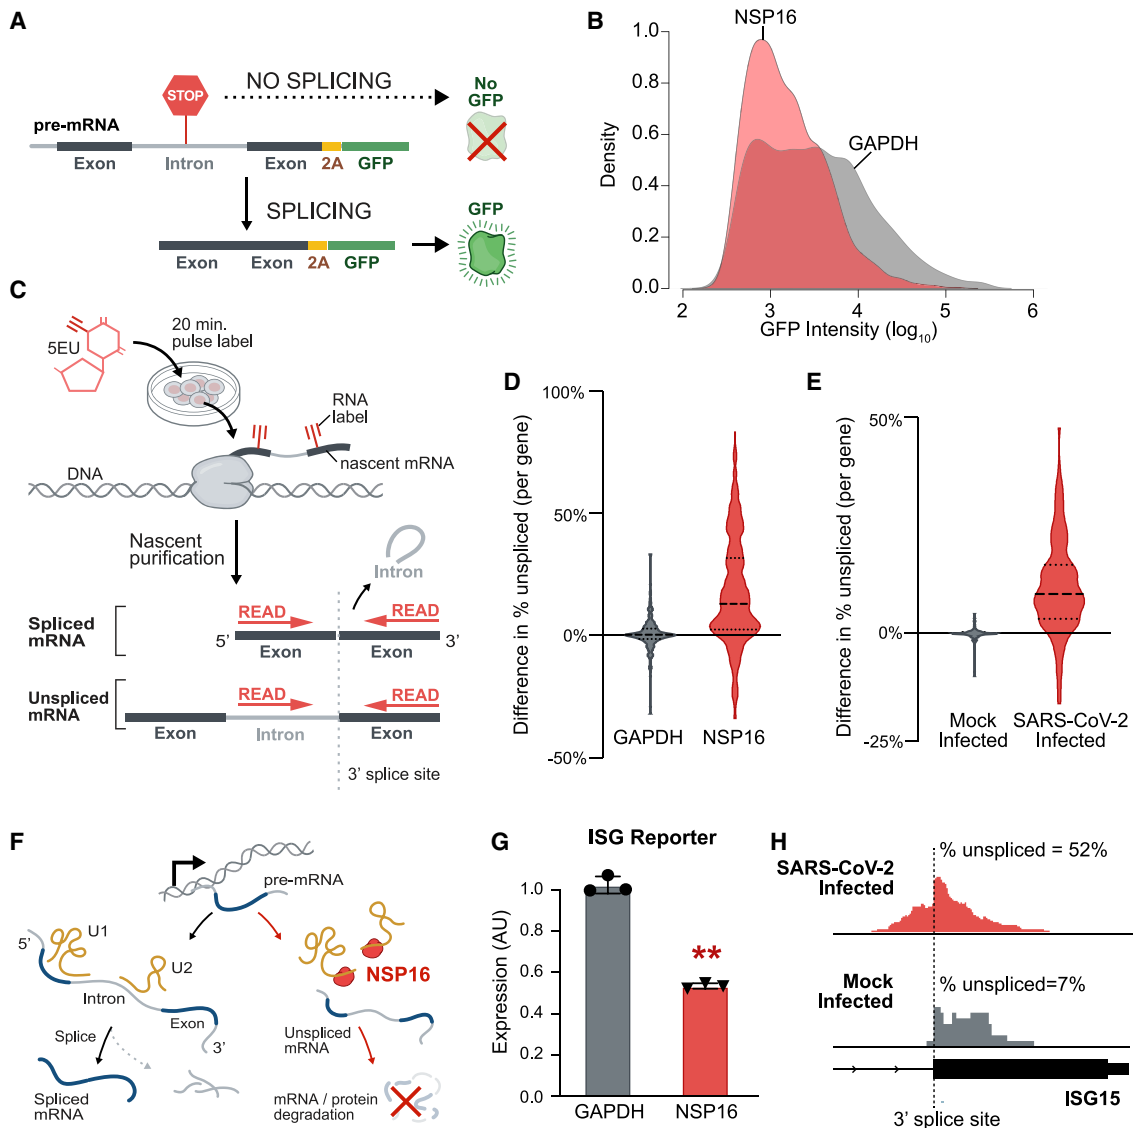 A
NO SPLICING
STOP
No
GFP
pre-mRNA
Exon
Intron
Exon
2A
GFP
SPLICING
GFP
Exon
Exon
2A
GFP
B
NSP16
GAPDH
Density
1.0
0.8
0.6
0.4
0.2
0.0
2
3
4
5
6
GFP Intensity (log10)
C
20 min.
pulse label
5EU
RNA
label
nascent mRNA
DNA
Nascent
purification
Intron
Spliced
mRNA
READ
READ
5’
3’
Exon
Exon
Unspliced
mRNA
READ
READ
Exon
Intron
Exon
3’ splice site
D
Difference in % unspliced (per gene)
100%
50%
0%
-50%
GAPDH
NSP16
E
Difference in % unspliced (per gene)
50%
0%
-25%
Mock
Infected
SARS-CoV-2
Infected
F
pre-mRNA
5’
U1
U2
NSP16
Intron
Exon
3’
Splice
Unspliced
mRNA
Spliced
mRNA
mRNA / protein
degradation
G
ISG Reporter
Expression (AU)
1.0
0.8
0.6
0.4
0.2
0.0
**
GAPDH
NSP16
H
% unspliced = 52%
SARS-CoV-2
Infected
Mock
Infected
% unspliced=7%
ISG15
3’ splice site